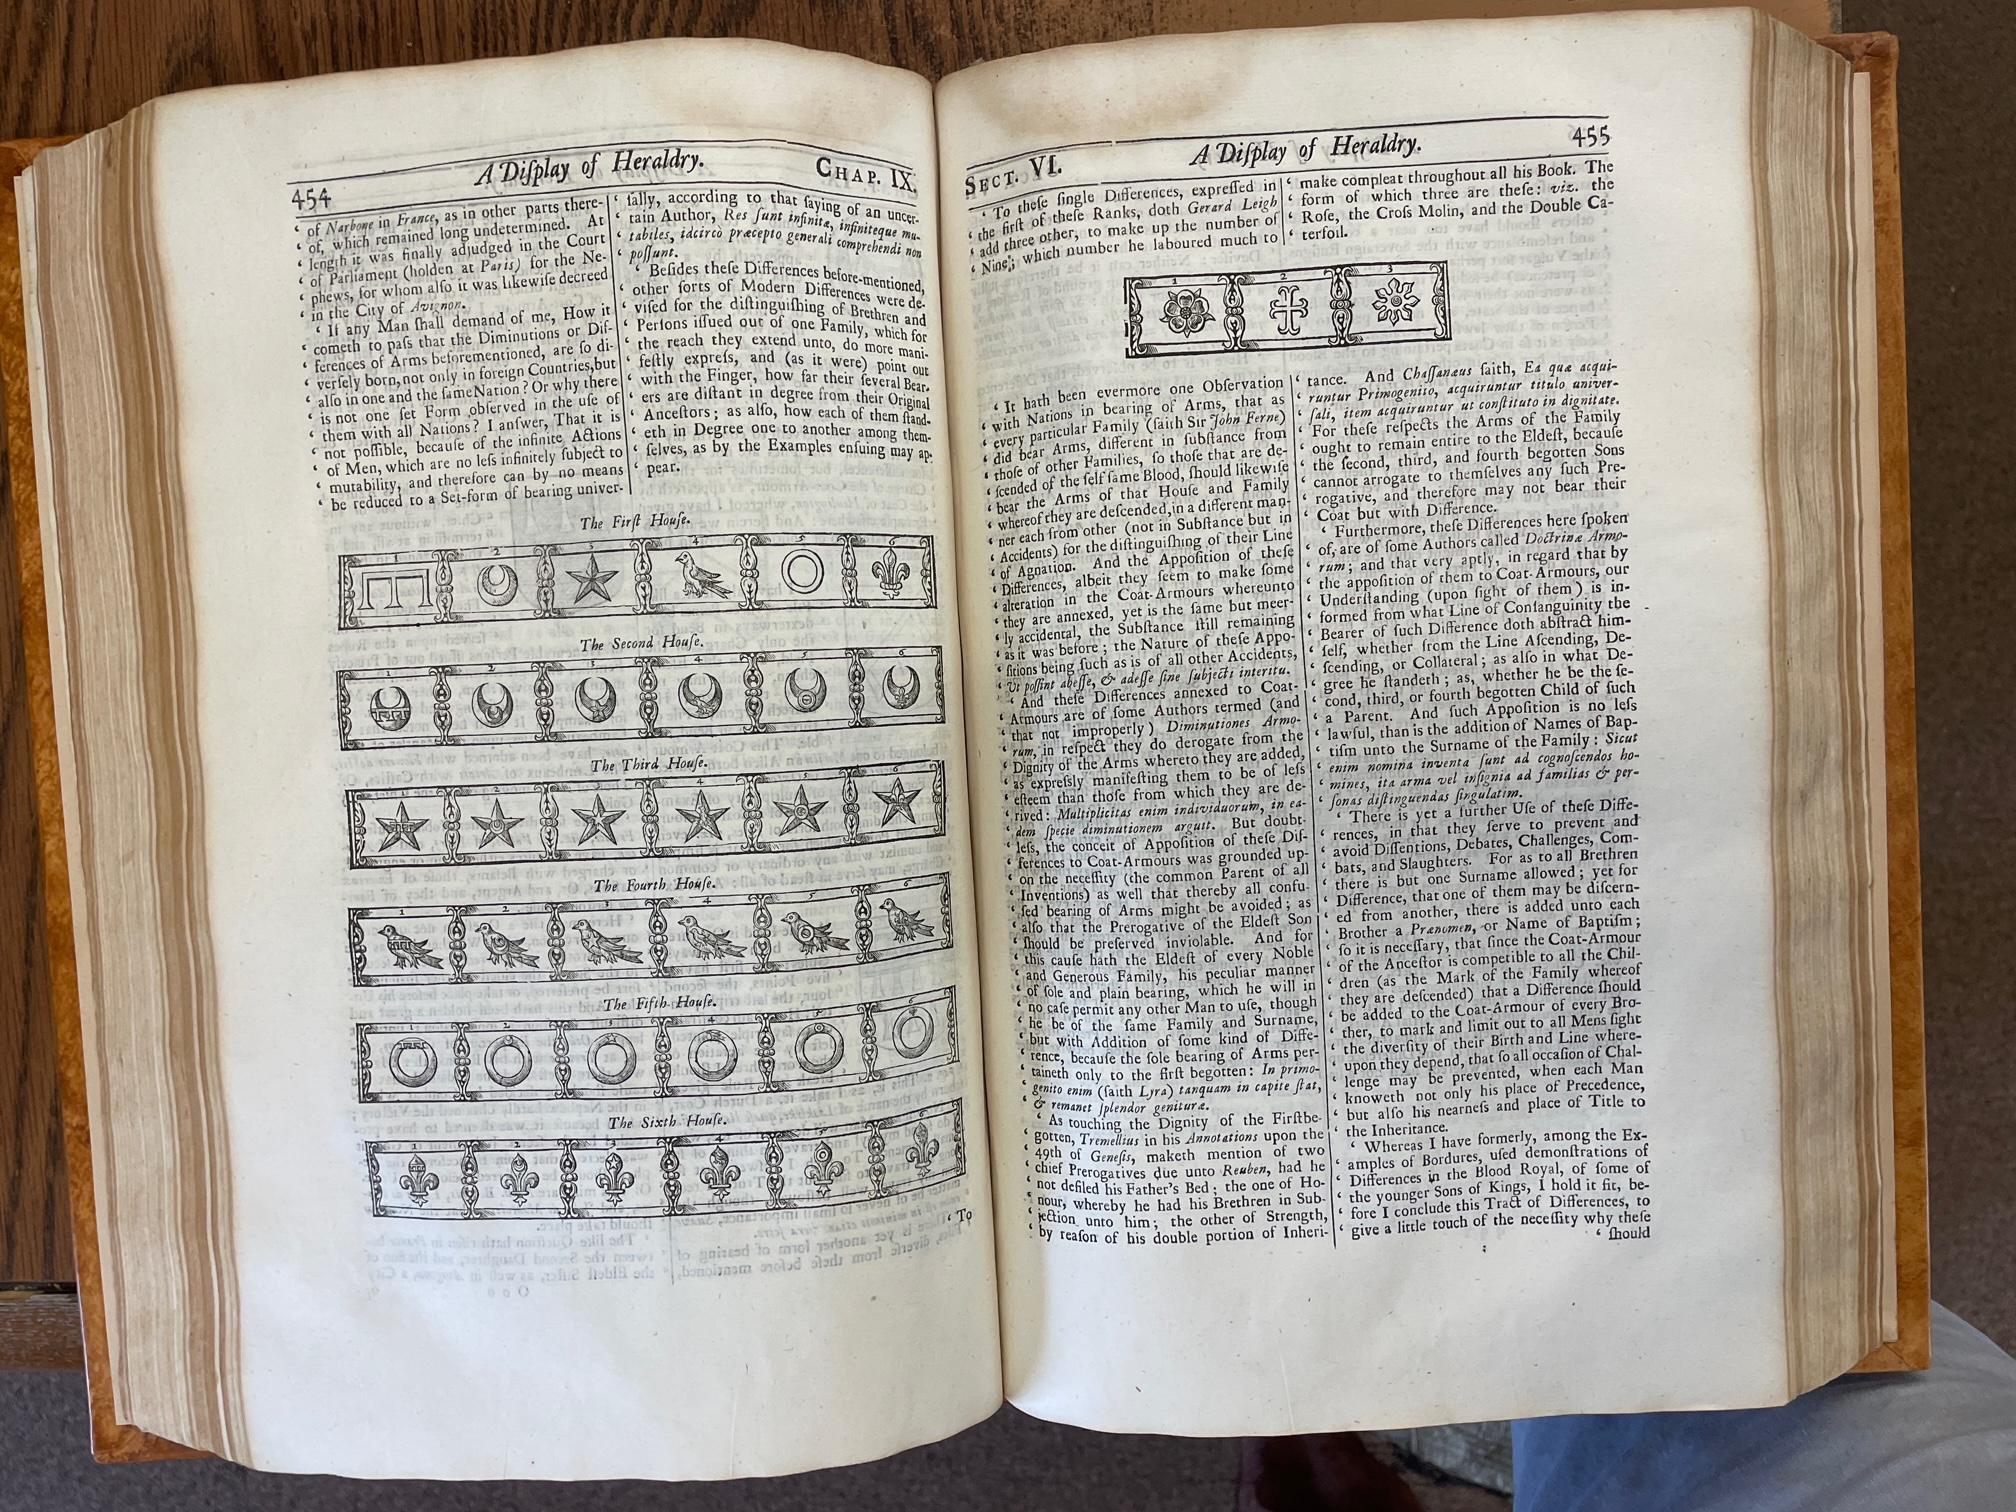 454
A Diſplay of Heraldry.
CHAP. IX.
‘ of Narbone in France, as in other parts there-
‘ of, which remained long undetermined. At
‘ length it was finally adjudged in the Court
‘ of Parliament (holden at Paris) for the Ne-
‘ phews, for whom alſo it was likewiſe decreed
‘ in the City of Avignon.
‘ If any Man ſhall demand of me, How it
‘ cometh to paſs that the Diminutions or Dif-
‘ ferences of Arms beforementioned, are ſo di-
‘ verſely born, not only in foreign Countries, but
‘ alſo in one and the ſame Nation? Or why there
‘ is not one ſet Form obſerved in the uſe of
‘ them with all Nations? I anſwer, That it is
‘ not poſſible, becauſe of the infinite Actions
‘ of Men, which are no leſs infinitely ſubject to
‘ mutability, and therefore can by no means
‘ be reduced to a Set-form of bearing univer-
‘ ſally, according to that ſaying of an uncer-
‘ tain Author, Res ſunt infinitæ, infiniteque mu-
‘ tabiles, idcircò præcepto generali comprehendi non
‘ poſſunt.
‘ Beſides theſe Differences before-mentioned,
‘ other ſorts of Modern Differences were de-
‘ viſed for the diſtinguiſhing of Brethren and
‘ Perſons iſſued out of one Family, which for
‘ the reach they extend unto, do more mani-
‘ feſtly expreſs, and (as it were) point out
‘ with the Finger, how far their ſeveral Bear-
‘ ers are diſtant in degree from their Original
‘ Anceſtors; as alſo, how each of them ſtand-
‘ eth in Degree one to another among them-
‘ ſelves, as by the Examples enſuing may ap-
‘ pear.
The Firſt Houſe.
1 2 3 4 5 6
The Second Houſe.
1 2 3 4 5 6
The Third Houſe.
1 2 3 4 5 6
The Fourth Houſe.
1 2 3 4 5 6
The Fifth Houſe.
1 2 3 4 5 6
The Sixth Houſe.
1 2 3 4 5 6
‘ To
SECT. VI.
A Diſplay of Heraldry.
455
‘ To theſe ſingle Differences, expreſſed in
‘ the firſt of theſe Ranks, doth Gerard Leigh
‘ add three other, to make up the number of
‘ Nine; which number he laboured much to
‘ make compleat throughout all his Book. The
‘ form of which three are theſe: viz. the
‘ Roſe, the Croſs Molin, and the Double Ca-
‘ terfoil.
1 2 3
‘ It hath been evermore one Obſervation
‘ with Nations in bearing of Arms, that as
‘ every particular Family (ſaith Sir John Ferne)
‘ did bear Arms, different in ſubſtance from
‘ thoſe of other Families, ſo thoſe that are de-
‘ ſcended of the ſelf ſame Blood, ſhould likewiſe
‘ bear the Arms of that Houſe and Family
‘ whereof they are deſcended, in a different man-
‘ ner each from other (not in Subſtance but in
‘ Accidents) for the diſtinguiſhing of their Line
‘ of Agnation. And the Appoſition of theſe
‘ Differences, albeit they ſeem to make ſome
‘ alteration in the Coat-Armours whereunto
‘ they are annexed, yet is the ſame but meer-
‘ ly accidental, the Subſtance ſtill remaining
‘ as it was before; the Nature of theſe Appo-
‘ ſitions being ſuch as is of all other Accidents,
‘ Ut poſſint abeſſe, & adeſſe ſine ſubjecti interitu.
‘ And theſe Differences annexed to Coat-
‘ Armours are of ſome Authors termed (and
‘ that not improperly) Diminutiones Armo-
‘ rum, in reſpect they do derogate from the
‘ Dignity of the Arms whereto they are added,
‘ as expreſsly manifeſting them to be of leſs
‘ eſteem than thoſe from which they are de-
‘ rived: Multiplicitas enim individuorum, in ea-
‘ dem ſpecie diminutionem arguit. But doubt-
‘ leſs, the conceit of Appoſition of theſe Dif-
‘ ferences to Coat-Armours was grounded up-
‘ on the neceſſity (the common Parent of all
‘ Inventions) as well that thereby all confu-
‘ ſed bearing of Arms might be avoided; as
‘ alſo that the Prerogative of the Eldeſt Son
‘ ſhould be preſerved inviolable. And for
‘ this cauſe hath the Eldeſt of every Noble
‘ and Generous Family, his peculiar manner
‘ of ſole and plain bearing, which he will in
‘ no caſe permit any other Man to uſe, though
‘ he be of the ſame Family and Surname,
‘ but with Addition of ſome kind of Diffe-
‘ rence, becauſe the ſole bearing of Arms per-
‘ taineth only to the firſt begotten: In primo-
‘ genito enim (ſaith Lyra) tanquam in capite ſtat,
‘ & remanet ſplendor genituræ.
‘ As touching the Dignity of the Firſtbe-
‘ gotten, Tremellius in his Annotations upon the
‘ 49th of Geneſis, maketh mention of two
‘ chief Prerogatives due unto Reuben, had he
‘ not defiled his Father's Bed; the one of Ho-
‘ nour, whereby he had his Brethren in Sub-
‘ jection unto him; the other of Strength,
‘ by reaſon of his double portion of Inheri-
‘ tance. And Chaſſanæus ſaith, Ea quæ acqui-
‘ runtur Primogenito, acquiruntur titulo univer-
‘ ſali, item acquiruntur ut conſtituto in dignitate.
‘ For theſe reſpects the Arms of the Family
‘ ought to remain entire to the Eldeſt, becauſe
‘ the ſecond, third, and fourth begotten Sons
‘ cannot arrogate to themſelves any ſuch Pre-
‘ rogative, and therefore may not bear their
‘ Coat but with Difference.
‘ Furthermore, theſe Differences here ſpoken
‘ of, are of ſome Authors called Doctrinæ Armo-
‘ rum; and that very aptly, in regard that by
‘ the appoſition of them to Coat-Armours, our
‘ Underſtanding (upon ſight of them) is in-
‘ formed from what Line of Conſanguinity the
‘ Bearer of ſuch Difference doth abſtract him-
‘ ſelf, whether from the Line Aſcending, De-
‘ ſcending, or Collateral; as alſo in what De-
‘ gree he ſtandeth; as, whether he be the ſe-
‘ cond, third, or fourth begotten Child of ſuch
‘ a Parent. And ſuch Appoſition is no leſs
‘ lawful, than is the addition of Names of Bap-
‘ tiſm unto the Surname of the Family: Sicut
‘ enim nomina inventa ſunt ad cognoſcendos ho-
‘ mines, ita arma vel inſignia ad familias & per-
‘ ſonas diſtinguendas ſingulatim.
‘ There is yet a further Uſe of theſe Diffe-
‘ rences, in that they ſerve to prevent and
‘ avoid Diſſentions, Debates, Challenges, Com-
‘ bats, and Slaughters. For as to all Brethren
‘ there is but one Surname allowed; yet for
‘ Difference, that one of them may be diſcern-
‘ ed from another, there is added unto each
‘ Brother a Prænomen, or Name of Baptiſm;
‘ ſo it is neceſſary, that ſince the Coat-Armour
‘ of the Anceſtor is competible to all the Chil-
‘ dren (as the Mark of the Family whereof
‘ they are deſcended) that a Difference ſhould
‘ be added to the Coat-Armour of every Bro-
‘ ther, to mark and limit out to all Mens ſight
‘ the diverſity of their Birth and Line where-
‘ upon they depend, that ſo all occaſion of Chal-
‘ lenge may be prevented, when each Man
‘ knoweth not only his place of Precedence,
‘ but alſo his nearneſs and place of Title to
‘ the Inheritance.
‘ Whereas I have formerly, among the Ex-
‘ amples of Bordures, uſed demonſtrations of
‘ Differences in the Blood Royal, of ſome of
‘ the younger Sons of Kings, I hold it fit, be-
‘ fore I conclude this Tract of Differences, to
‘ give a little touch of the neceſſity why theſe
‘ ſhould